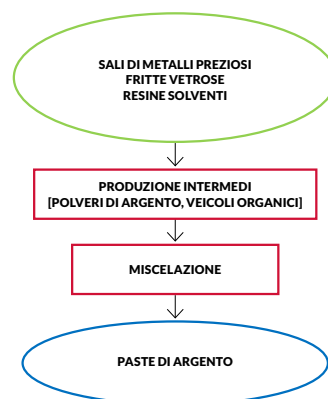 SALI DI METALLI PREZIOSI
FRITTE VETROSE
RESINE SOLVENTI
PRODUZIONE INTERMEDI
[POLVERI DI ARGENTO, VEICOLI ORGANICI]
MISCELAZIONE
PASTE DI ARGENTO